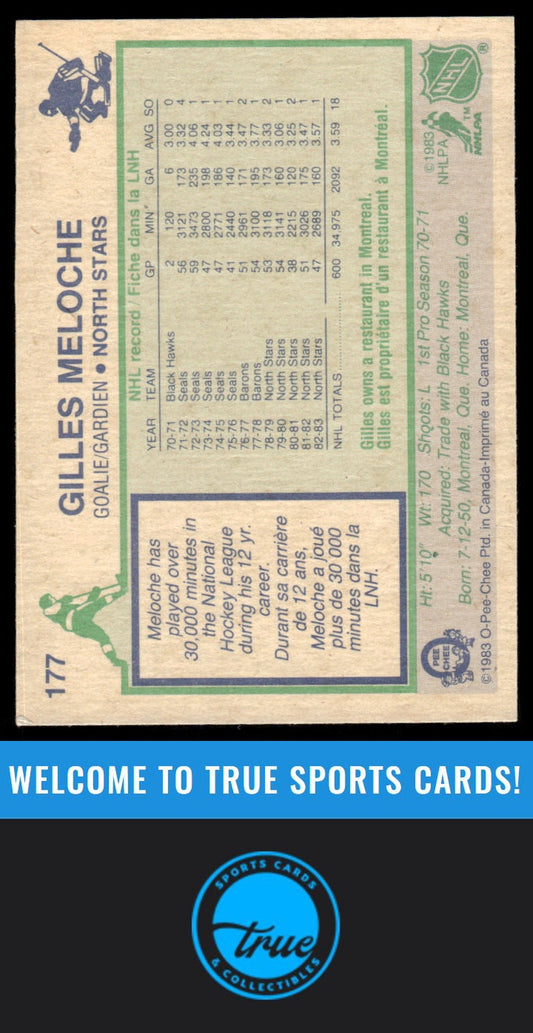 177
GILLES MELOCHE
GOALIE/GARDIEN • NORTH STARS
Meloche has
played over
30,000 minutes in
the National
Hockey League
during his 12 yr.
career.
Durant sa carrière
de 12 ans,
Meloche a joué
plus de 30 000
minutes dans la
LNH.
NHL record / Fiche dans la LNH
YEAR TEAM GP MIN GA AVG SO
70-71 Black Hawks 2 120 6 3.00 0
71-72 Seals 56 3121 173 3.32 4
72-73 Seals 59 3473 235 4.06 1
73-74 Seals 47 2800 198 4.24 1
74-75 Seals 47 2771 186 4.03 1
75-76 Seals 41 2440 140 3.44 1
76-77 Barons 51 2961 171 3.47 2
77-78 Barons 54 3100 195 3.77 1
78-79 North Stars 53 3118 173 3.33 2
79-80 North Stars 54 3141 160 3.06 1
80-81 North Stars 38 2215 120 3.25 2
81-82 North Stars 51 3026 175 3.47 1
82-83 North Stars 47 2689 160 3.57 1
NHL TOTALS 600 34,975 2092 3.59 18
Gilles owns a restaurant in Montreal.
Gilles est propriétaire d'un restaurant à Montréal.
Ht: 5'10" Wt: 170 Shoots: L 1st Pro Season 70-71
Acquired: Trade with Black Hawks
Born: 7-12-50, Montreal, Que. Home: Montreal, Que.
©1983 O-Pee-Chee Ptd. in Canada-Imprimé au Canada
O
PEE
CHEE
©1983
NHLPA
NHLPA
TM
NHL
®
WELCOME TO TRUE SPORTS CARDS!
SPORTS CARDS
true
& COLLECTIBLES